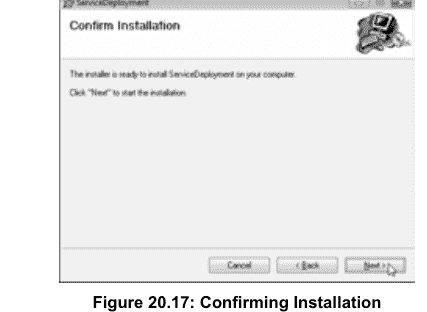 ServiceDeployment
Confirm Installation
The installer is ready to install ServiceDeployment on your computer.
Click "Next" to start the installation.
Cancel
< Back
Next >
Figure 20.17: Confirming Installation